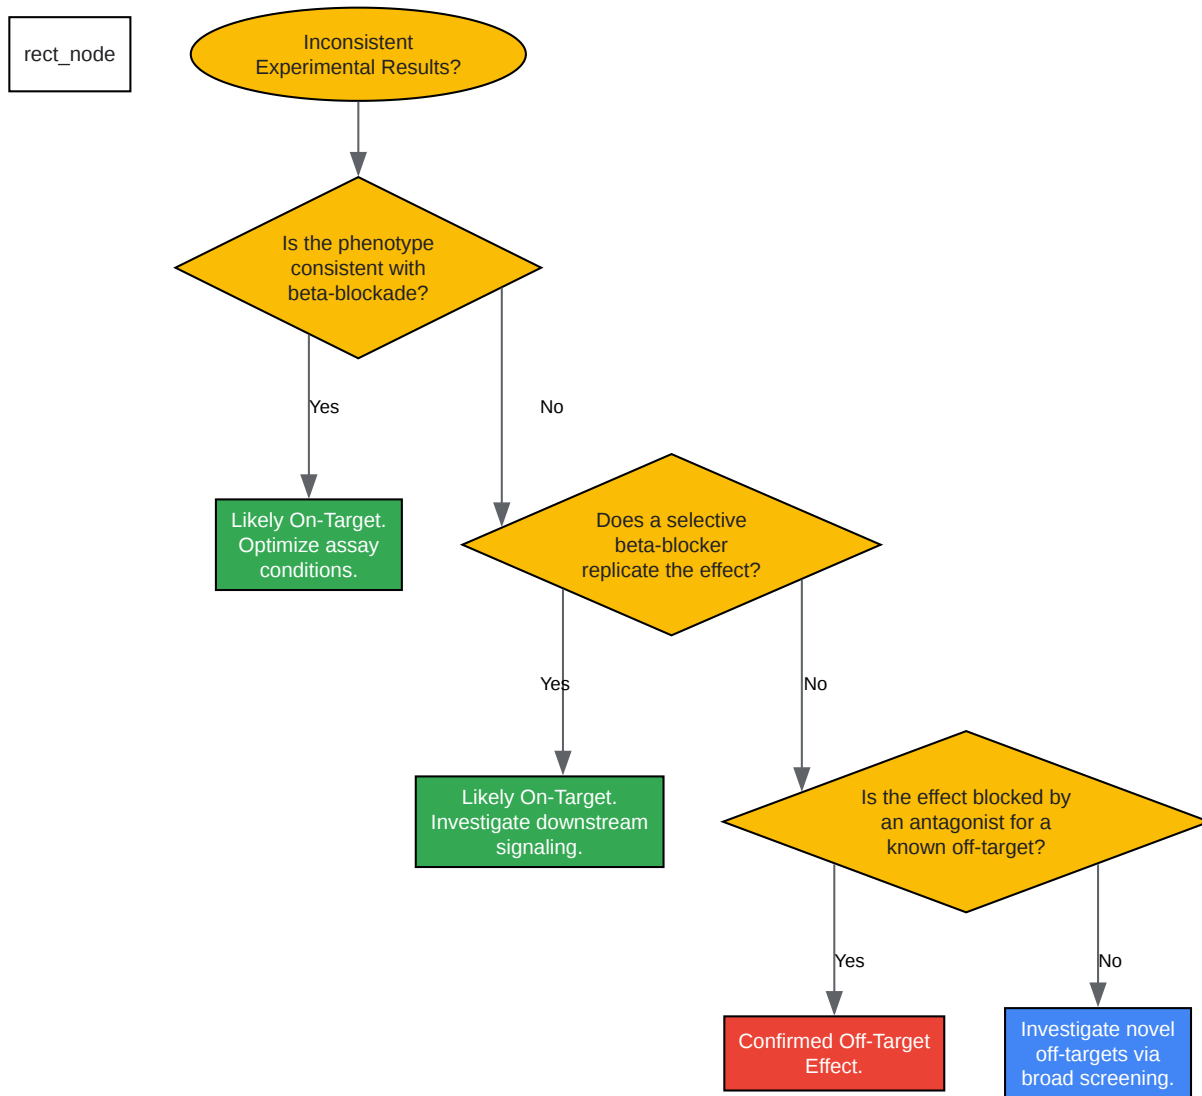 rect_node
Inconsistent
Experimental Results?
Is the phenotype
consistent with
beta-blockade?
Yes
No
Likely On-Target.
Optimize assay
conditions.
Does a selective
beta-blocker
replicate the effect?
Yes
No
Likely On-Target.
Investigate downstream
signaling.
Is the effect blocked by
an antagonist for a
known off-target?
Yes
No
Confirmed Off-Target
Effect.
Investigate novel
off-targets via
broad screening.